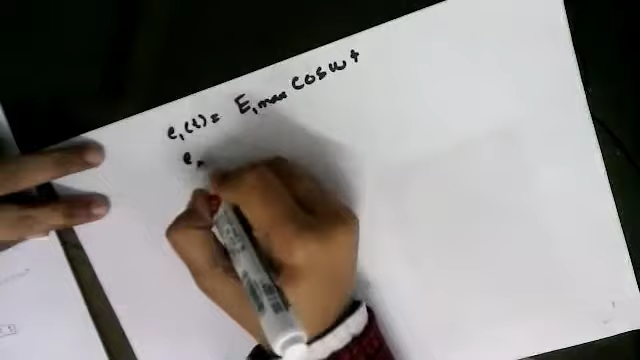 e₁(t) = E₁max cos ωt
e